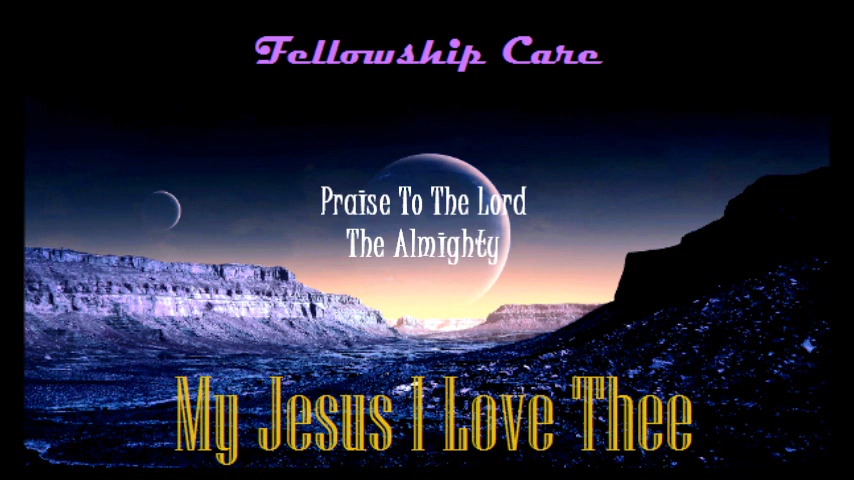 Fellowship Care
Praise To The Lord
The Almighty
My Jesus I Love Thee